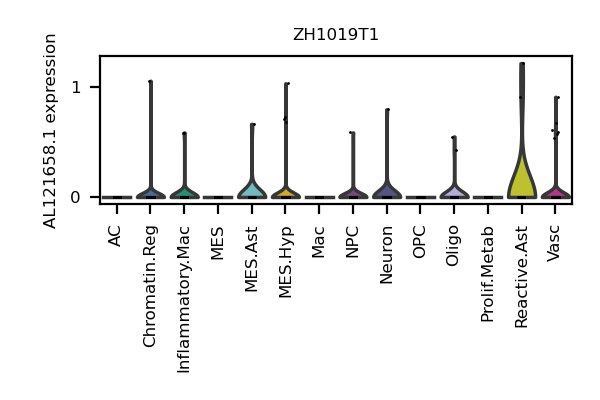 ZH1019T1
AL121658.1 expression
1
0
AC
Chromatin.Reg
Inflammatory.Mac
MES
MES.Ast
MES.Hyp
Mac
NPC
Neuron
OPC
Oligo
Prolif.Metab
Reactive.Ast
Vasc